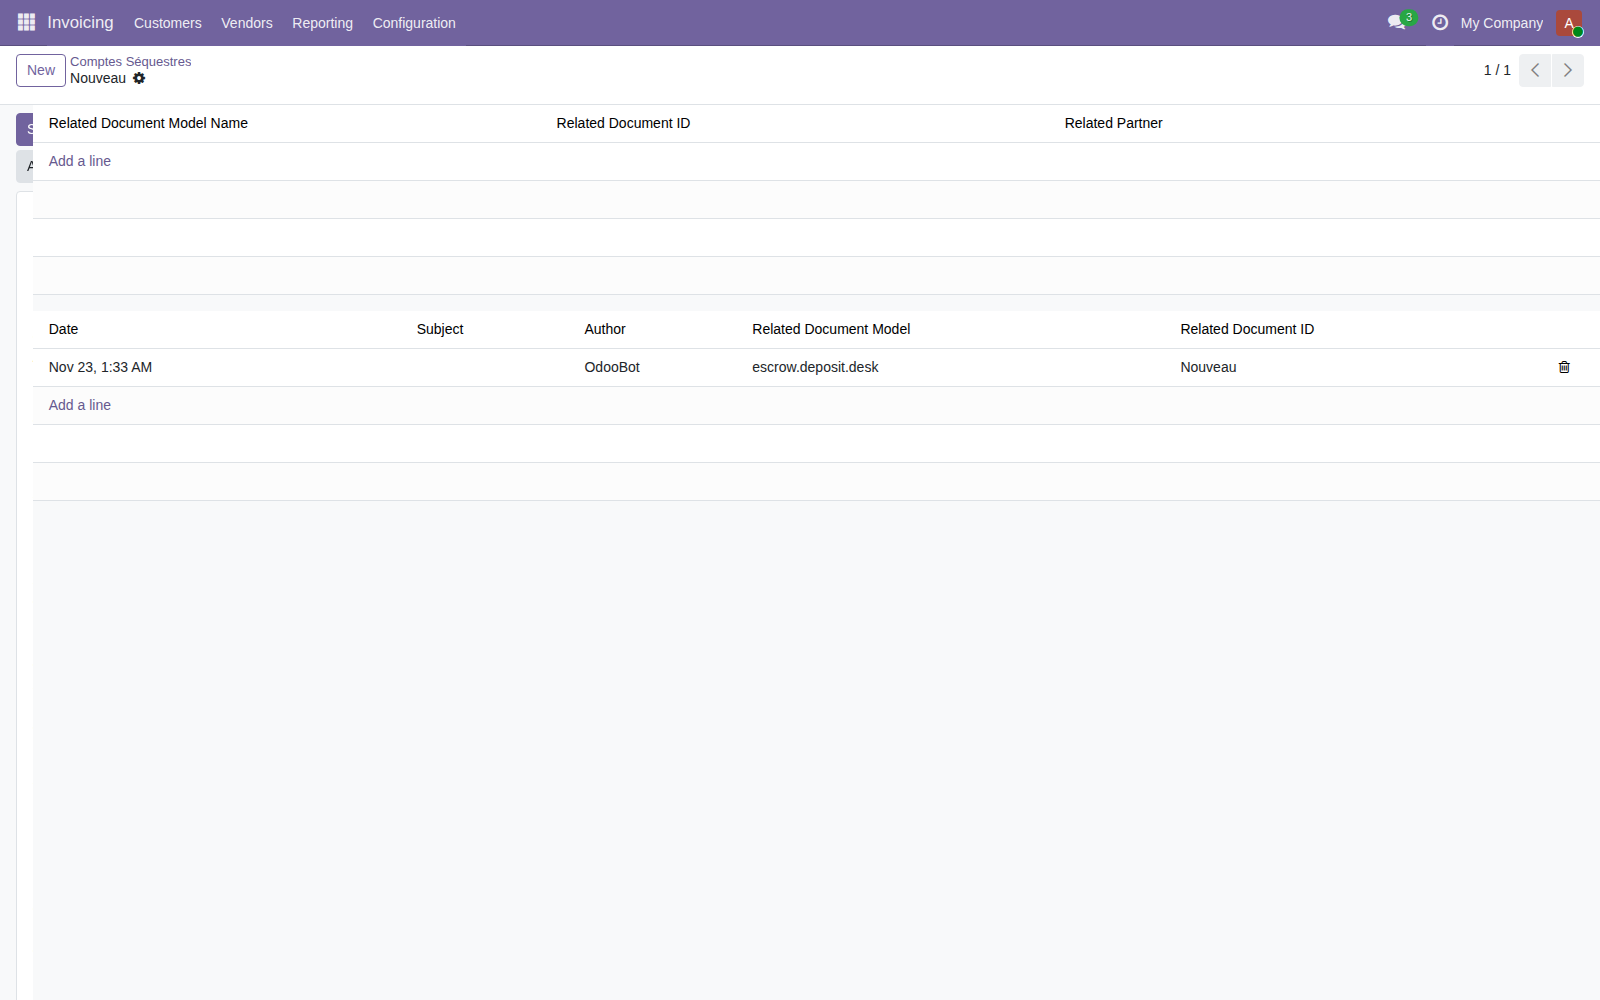 Invoicing Customers Vendors Reporting Configuration 3 My Company A
New Comptes Séquestres
Nouveau
1 / 1
S
A
Related Document Model Name Related Document ID Related Partner
Add a line
Date Subject Author Related Document Model Related Document ID
Nov 23, 1:33 AM OdooBot escrow.deposit.desk Nouveau
Add a line